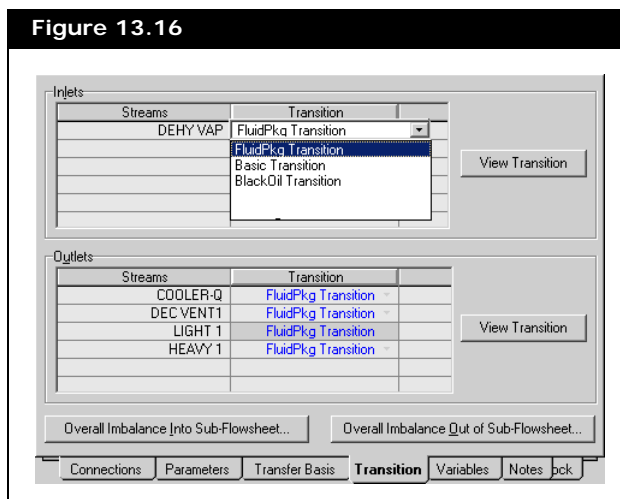 Figure 13.16
Inlets
Streams Transition
DEHY VAP FluidPkg Transition
FluidPkg Transition
Basic Transition
BlackOil Transition
View Transition
Outlets
Streams Transition
COOLER-Q FluidPkg Transition
DEC VENT1 FluidPkg Transition
LIGHT 1 FluidPkg Transition
HEAVY 1 FluidPkg Transition
View Transition
Overall Imbalance Into Sub-Flowsheet... Overall Imbalance Out of Sub-Flowsheet...
Connections Parameters Transfer Basis Transition Variables Notes ock